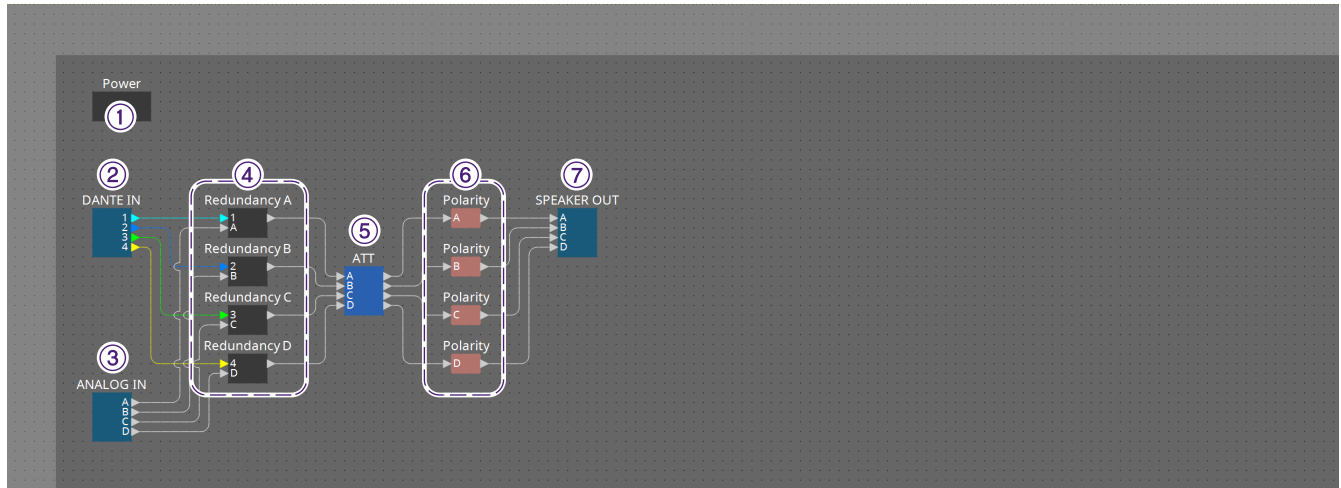 Power
①
②
DANTE IN
1
2
3
4
③
ANALOG IN
A
B
C
D
④
Redundancy A
1
A
Redundancy B
2
B
Redundancy C
3
C
Redundancy D
4
D
⑤
ATT
A
B
C
D
⑥
Polarity
A
Polarity
B
Polarity
C
Polarity
D
⑦
SPEAKER OUT
A
B
C
D